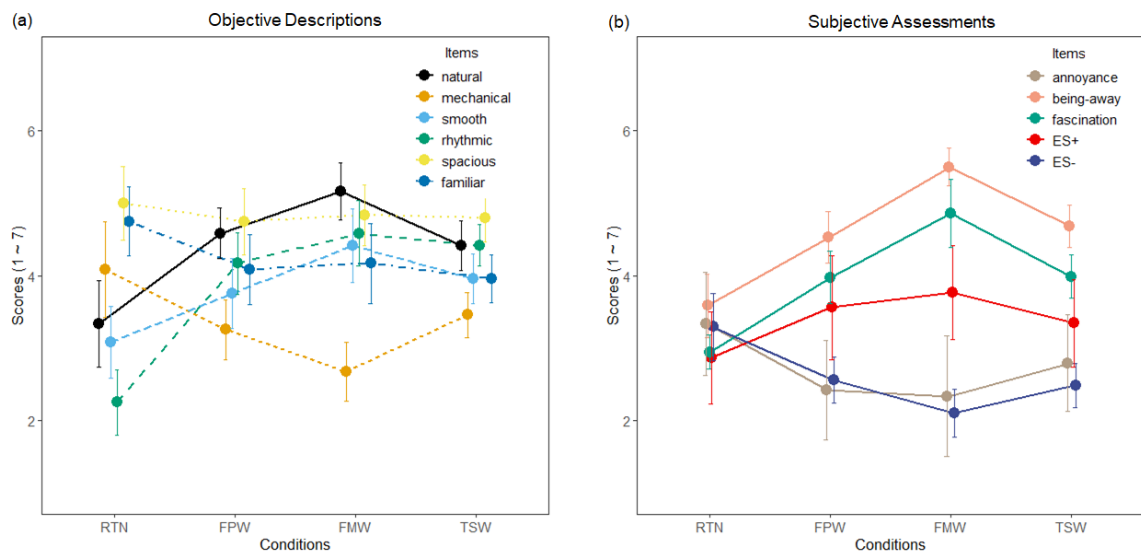 (a)
Objective Descriptions
Items
natural
mechanical
smooth
rhythmic
spacious
familiar
6
4
2
Scores (1 ~ 7)
RTN FPW FMW TSW
Conditions
(b)
Subjective Assessments
Items
annoyance
being-away
fascination
ES+
ES-
6
4
2
Scores (1 ~ 7)
RTN FPW FMW TSW
Conditions